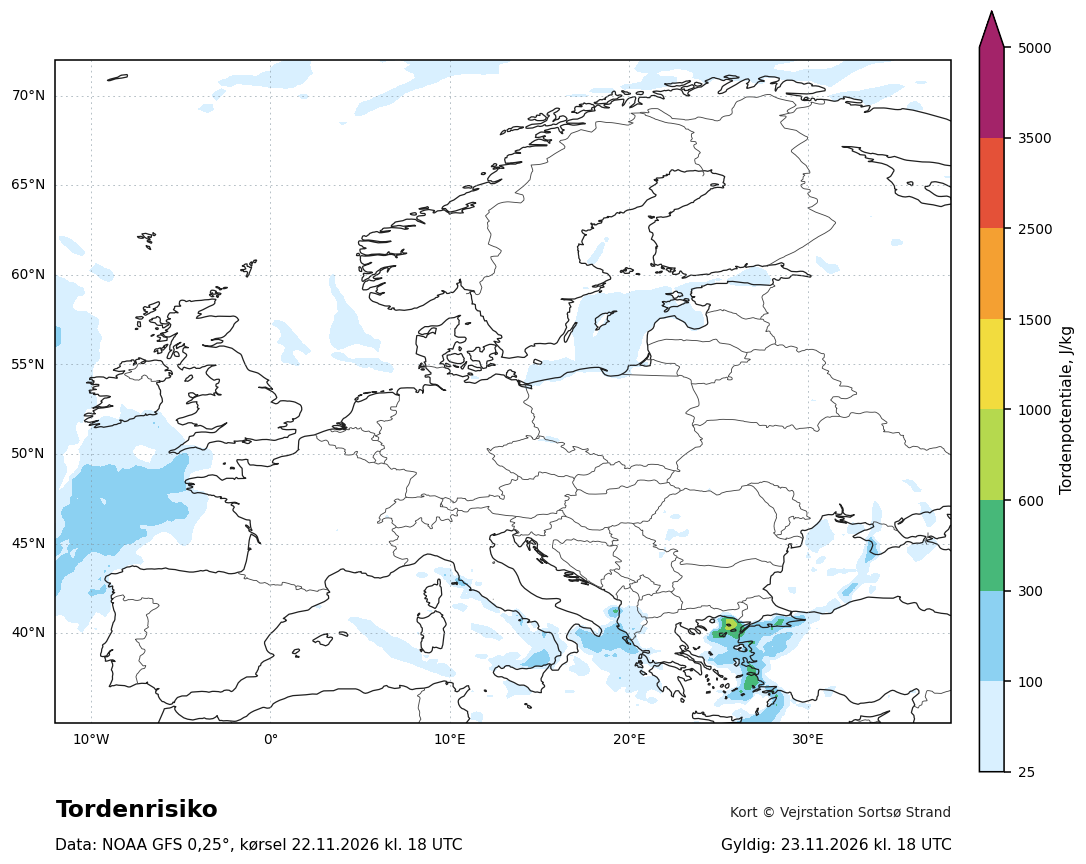 5000
3500
2500
1500
1000
600
300
100
25
Tordenpotentiale, J/kg
70°N
65°N
60°N
55°N
50°N
45°N
40°N
10°W
0°
10°E
20°E
30°E
Tordenrisiko
Kort © Vejrstation Sortsø Strand
Data: NOAA GFS 0,25°, kørsel 22.11.2026 kl. 18 UTC
Gyldig: 23.11.2026 kl. 18 UTC